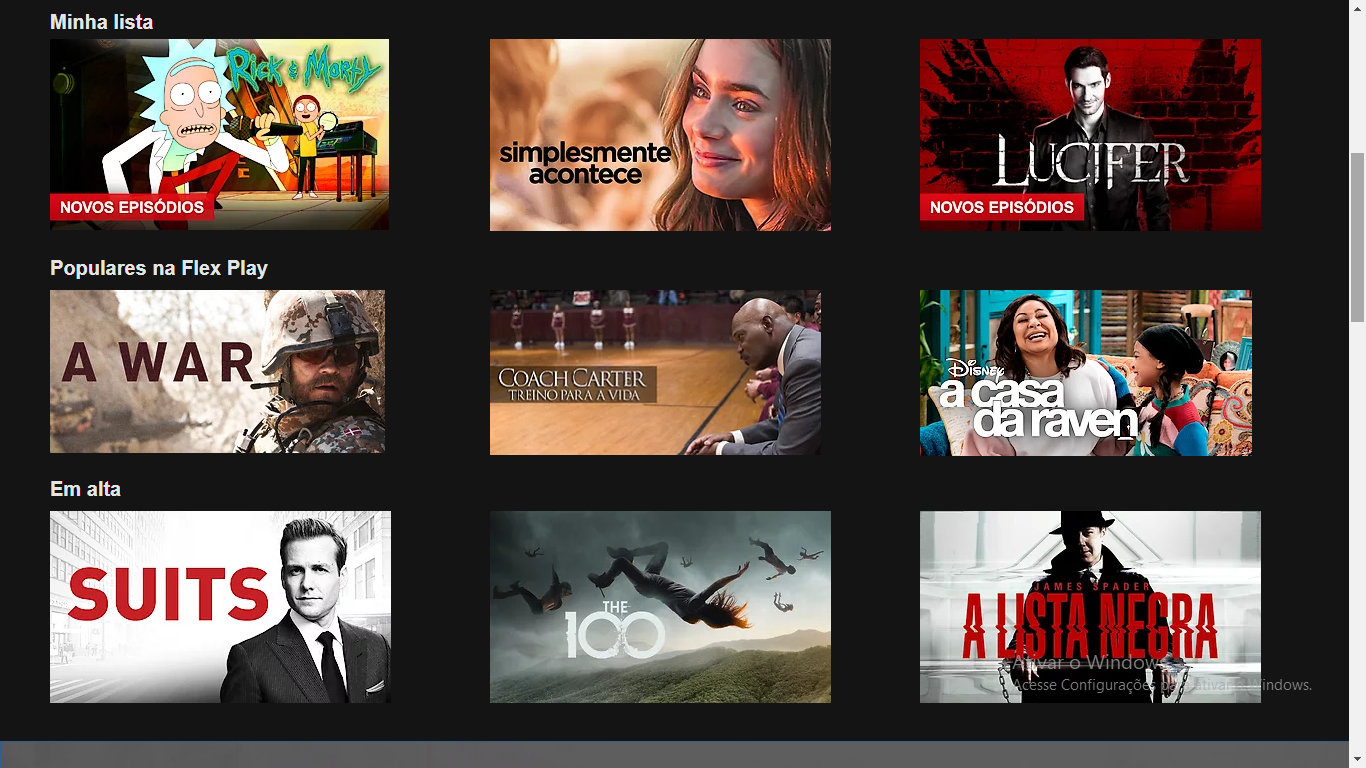 Minha lista
Rick & Morty
NOVOS EPISÓDIOS
simplesmente
acontece
LUCIFER
NOVOS EPISÓDIOS
Populares na Flex Play
A WAR
COACH CARTER
TREINO PARA A VIDA
Disney
a casa
da raven
Em alta
SUITS
THE
100
JAMES SPADER
A LISTA NEGRA
Ativar o Windows
Acesse Configurações para ativar o Windows.